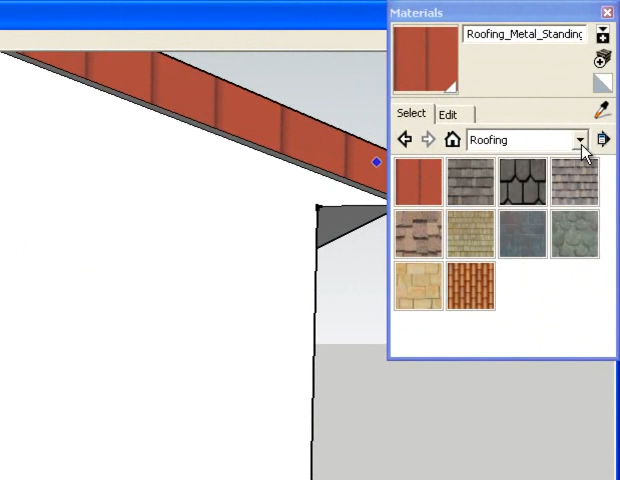 Materials
Roofing_Metal_Standing
Select
Edit
Roofing